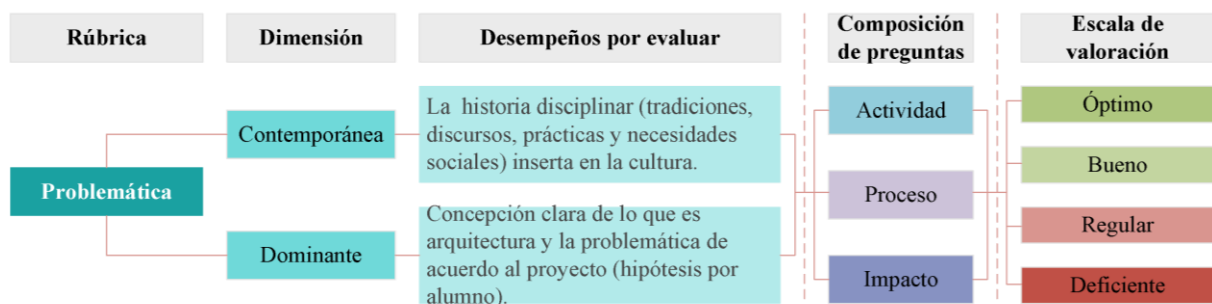 Rúbrica
Dimensión
Desempeños por evaluar
Composición
de preguntas
Escala de
valoración
Problemática
Contemporánea
La historia disciplinar (tradiciones,
discursos, prácticas y necesidades
sociales) inserta en la cultura.
Dominante
Concepción clara de lo que es
arquitectura y la problemática de
acuerdo al proyecto (hipótesis por
alumno).
Actividad
Proceso
Impacto
Óptimo
Bueno
Regular
Deficiente